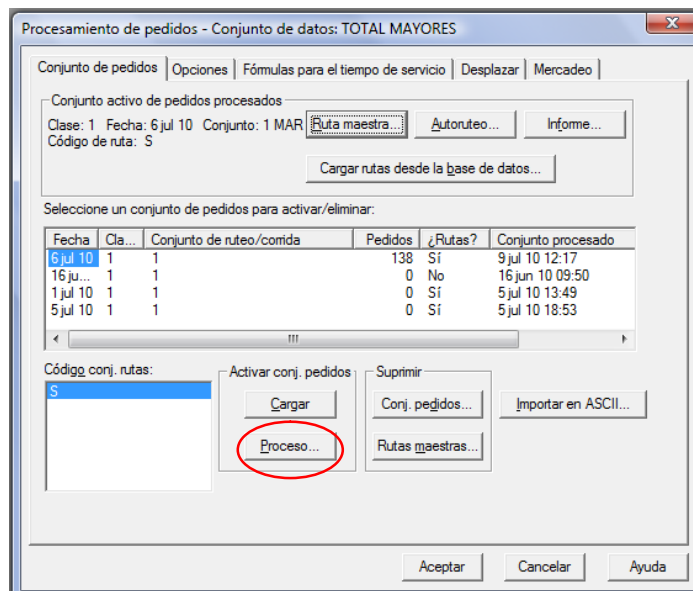 Procesamiento de pedidos - Conjunto de datos: TOTAL MAYORES
Conjunto de pedidos Opciones Fórmulas para el tiempo de servicio Desplazar Mercadeo
Conjunto activo de pedidos procesados
Clase: 1 Fecha: 6 jul 10 Conjunto: 1 MAR Ruta maestra... Autoruteo... Informe...
Código de ruta: S
Cargar rutas desde la base de datos...
Seleccione un conjunto de pedidos para activar/eliminar:
Fecha Cla... Conjunto de ruteo/corrida Pedidos ¿Rutas? Conjunto procesado
6 jul 10 1 1 138 Sí 9 jul 10 12:17
16 ju... 1 1 0 No 16 jun 10 09:50
1 jul 10 1 1 0 Sí 5 jul 10 13:49
5 jul 10 1 1 0 Sí 5 jul 10 18:53
Código conj. rutas: Activar conj. pedidos Suprimir
S
Cargar Conj. pedidos... Importar en ASCII...
Proceso... Rutas maestras...
Aceptar Cancelar Ayuda